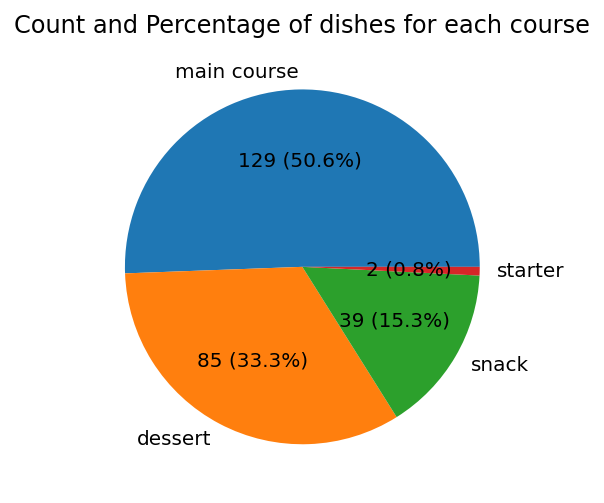 Count and Percentage of dishes for each course
main course
129 (50.6%)
2 (0.8%)
starter
39 (15.3%)
snack
85 (33.3%)
dessert